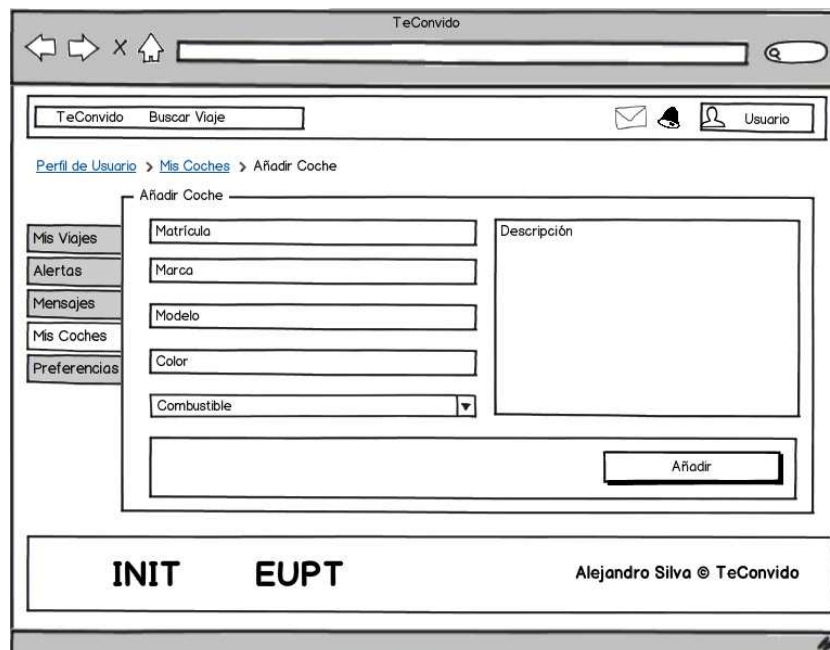 TeConvido
TeConvido Buscar Viaje
Usuario
Perfil de Usuario > Mis Coches > Añadir Coche
Añadir Coche
Mis Viajes
Alertas
Mensajes
Mis Coches
Preferencias
Matrícula
Marca
Modelo
Color
Combustible
Descripción
Añadir
INIT EUPT
Alejandro Silva © TeConvido